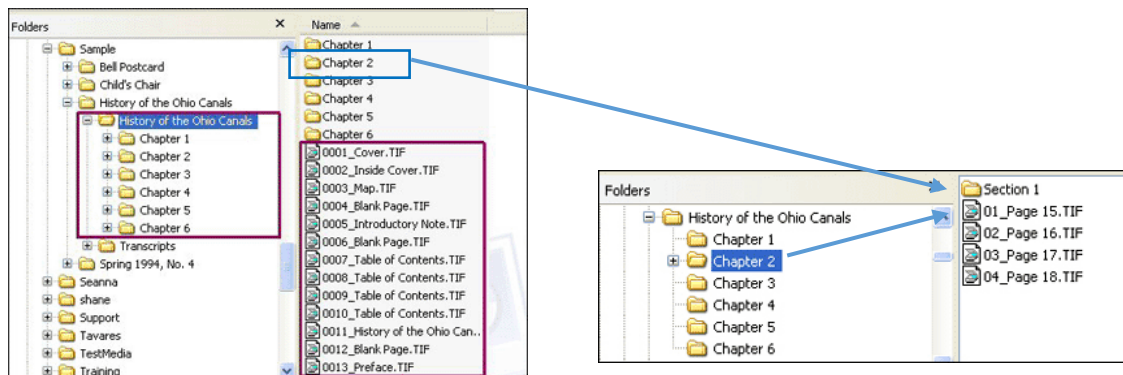 Folders
Sample
Bell Postcard
Child's Chair
History of the Ohio Canals
History of the Ohio Canals
Chapter 1
Chapter 2
Chapter 3
Chapter 4
Chapter 5
Chapter 6
Transcripts
Spring 1994, No. 4
Seanna
shane
Support
Tavares
TestMedia
Training
Name
Chapter 1
Chapter 2
Chapter 3
Chapter 4
Chapter 5
Chapter 6
0001_Cover.TIF
0002_Inside Cover.TIF
0003_Map.TIF
0004_Blank Page.TIF
0005_Introductory Note.TIF
0006_Blank Page.TIF
0007_Table of Contents.TIF
0008_Table of Contents.TIF
0009_Table of Contents.TIF
0010_Table of Contents.TIF
0011_History of the Ohio Can...
0012_Blank Page.TIF
0013_Preface.TIF
Folders
History of the Ohio Canals
Chapter 1
Chapter 2
Chapter 3
Chapter 4
Chapter 5
Chapter 6
Section 1
01_Page 15.TIF
02_Page 16.TIF
03_Page 17.TIF
04_Page 18.TIF